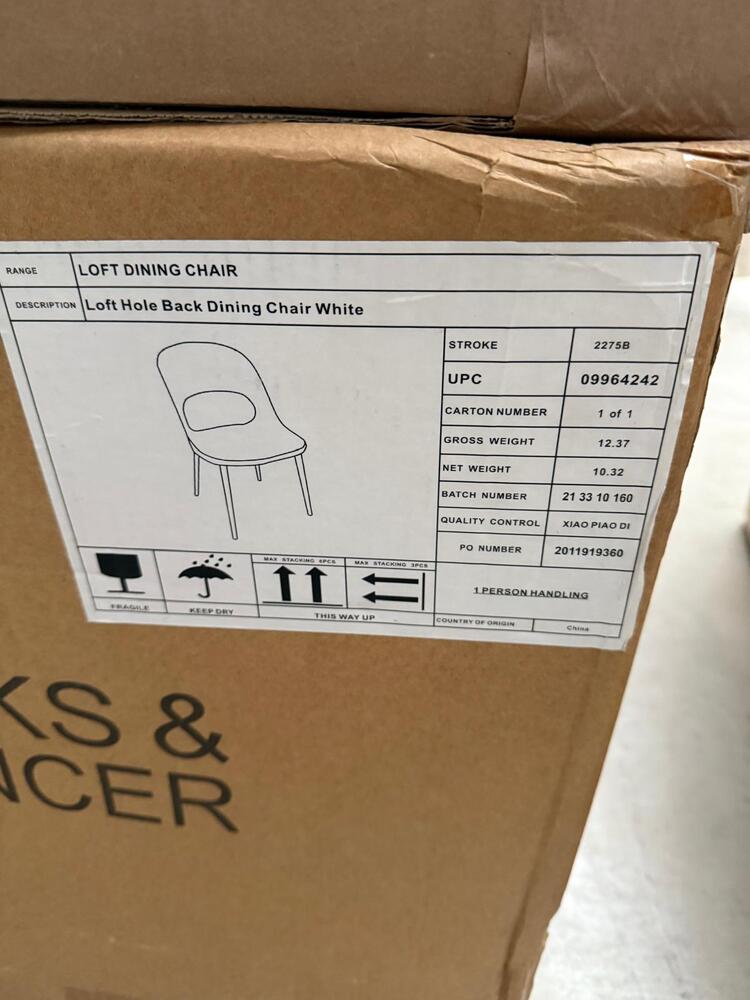 RANGE LOFT DINING CHAIR
DESCRIPTION Loft Hole Back Dining Chair White
STROKE 2275B
UPC 09964242
CARTON NUMBER 1 of 1
GROSS WEIGHT 12.37
NET WEIGHT 10.32
BATCH NUMBER 21 33 10 160
QUALITY CONTROL XIAO PIAO DI
PO NUMBER 2011919360
MAX STACKING 6PCS MAX STACKING 3PCS
1 PERSON HANDLING
FRAGILE KEEP DRY THIS WAY UP
COUNTRY OF ORIGIN China
KS &
NCER